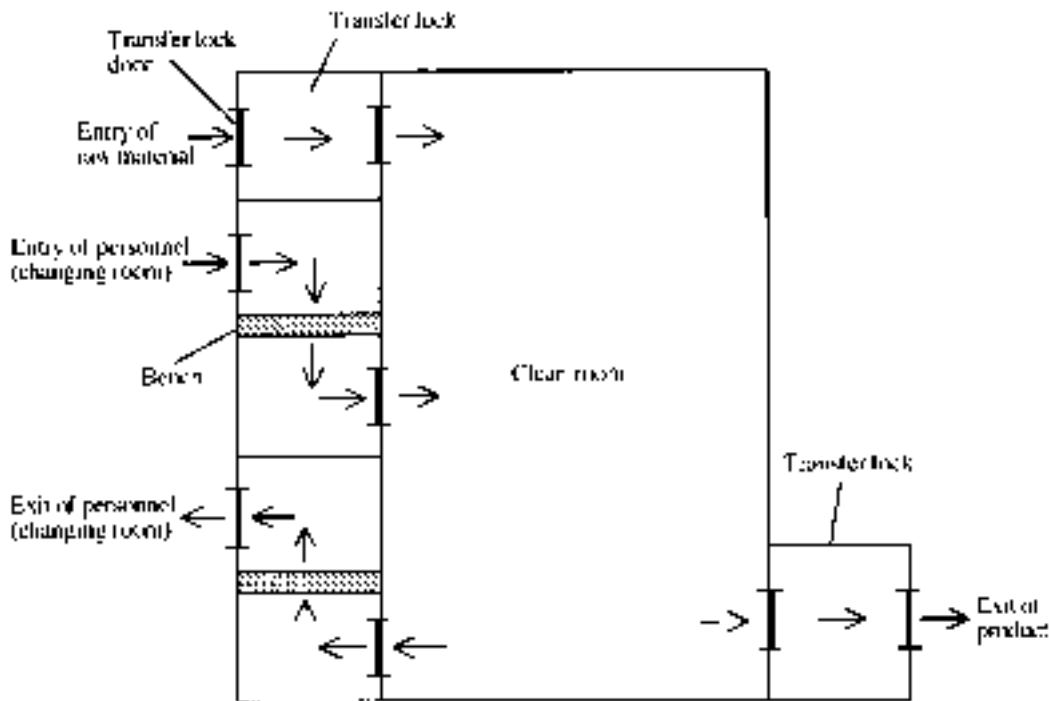 Transfer lock
Transfer lock
door
Entry of
raw material
Entry of personnel
(changing room)
Bench
Clean room
Transfer lock
Exit of personnel
(changing room)
Exit of
product